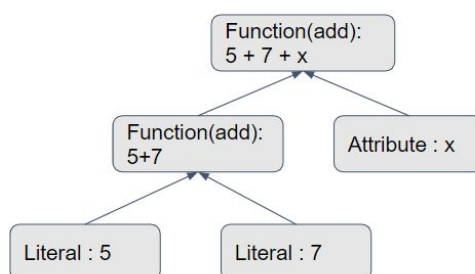 Function(add):
5 + 7 + x
Function(add):
5+7
Attribute : x
Literal : 5
Literal : 7